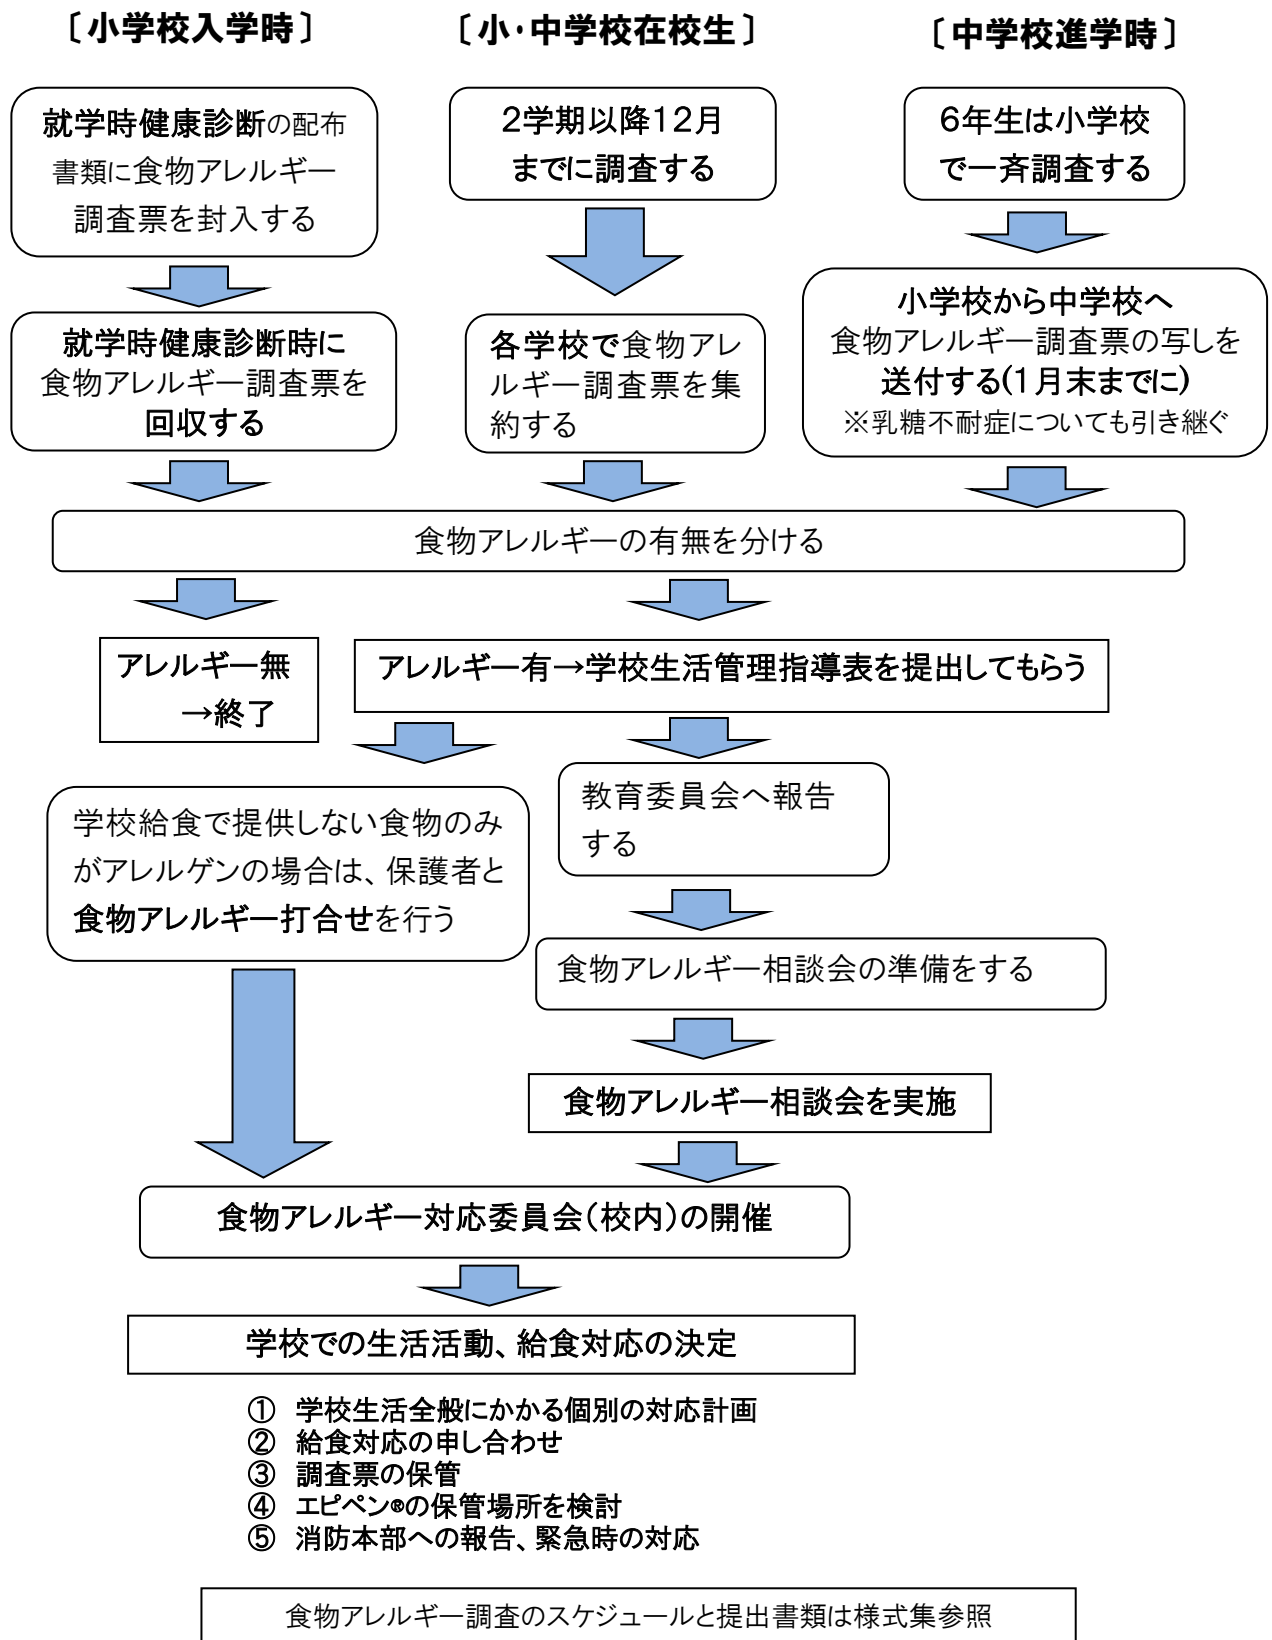 〔小学校入学時〕
〔小・中学校在校生〕
〔中学校進学時〕
就学時健康診断の配布
書類に食物アレルギー
調査票を封入する
2学期以降12月
までに調査する
6年生は小学校
で一斉調査する
就学時健康診断時に
食物アレルギー調査票を
回収する
各学校で食物アレ
ルギー調査票を集
約する
小学校から中学校へ
食物アレルギー調査票の写しを
送付する(1月末までに)
※乳糖不耐症についても引き継ぐ
食物アレルギーの有無を分ける
アレルギー無
→終了
アレルギー有→学校生活管理指導表を提出してもらう
学校給食で提供しない食物のみ
がアレルゲンの場合は、保護者と
食物アレルギー打合せを行う
教育委員会へ報告
する
食物アレルギー相談会の準備をする
食物アレルギー相談会を実施
食物アレルギー対応委員会(校内)の開催
学校での生活活動、給食対応の決定
① 学校生活全般にかかる個別の対応計画
② 給食対応の申し合わせ
③ 調査票の保管
④ エピペン®の保管場所を検討
⑤ 消防本部への報告、緊急時の対応
食物アレルギー調査のスケジュールと提出書類は様式集参照